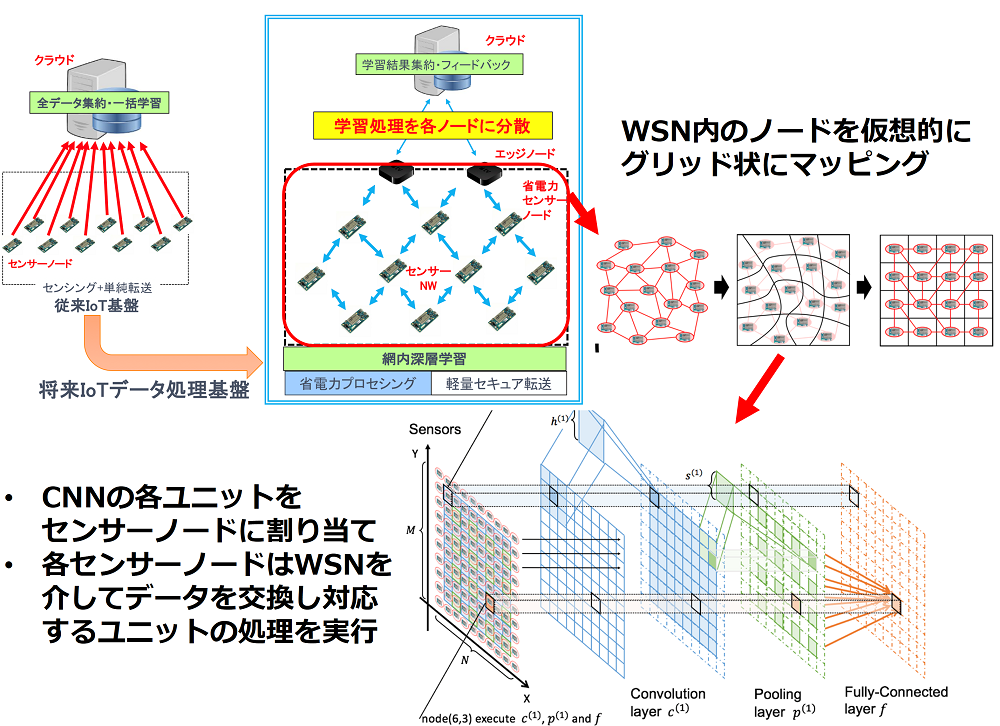 クラウド
全データ集約・一括学習
センサーノード
センシング+単純転送
従来IoT基盤
将来IoTデータ処理基盤
クラウド
学習結果集約・フィードバック
学習処理を各ノードに分散
エッジノード
省電力
センサー
ノード
センサー
NW
網内深層学習
省電力プロセシング
軽量セキュア転送
WSN内のノードを仮想的に
グリッド状にマッピング
• CNNの各ユニットを
センサーノードに割り当て
• 各センサーノードはWSNを
介してデータを交換し対応
するユニットの処理を実行
Sensors
Y
M
N
X
h⁽¹⁾
s⁽¹⁾
node(6,3) execute c⁽¹⁾, p⁽¹⁾ and f
Convolution
layer c⁽¹⁾
Pooling
layer p⁽¹⁾
Fully-Connected
layer f